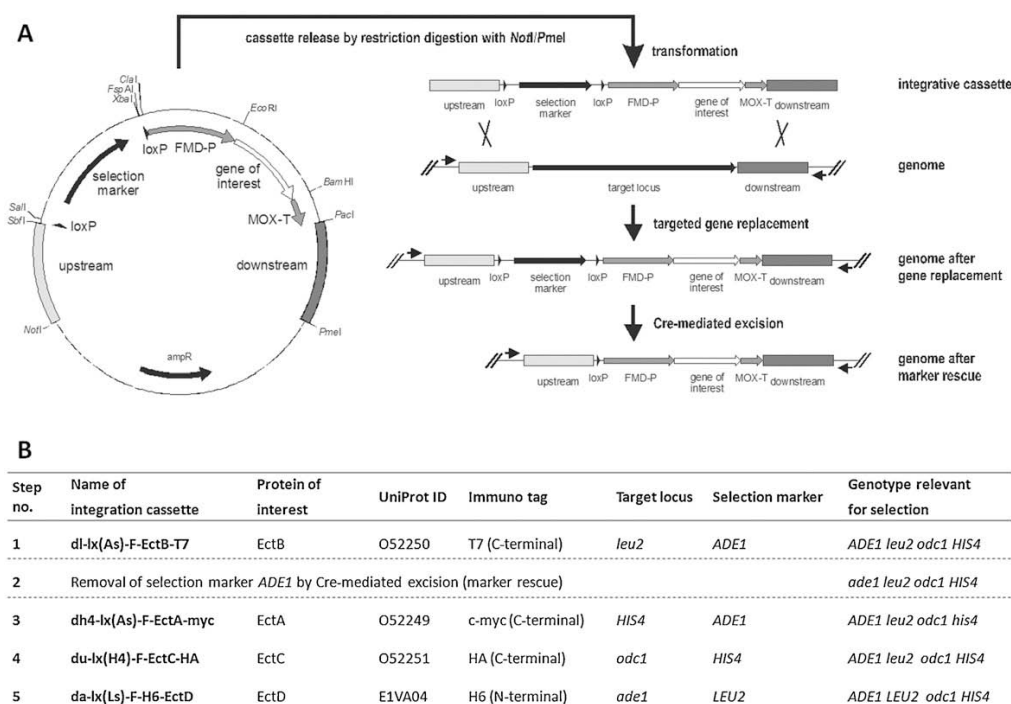 A
cassette release by restriction digestion with NotI/PmeI
transformation
ClaI
FspAI
XbaI
EcoRI
loxP FMD-P
selection
marker
gene of
interest
BamHI
SalI
SbfI
loxP
MOX-T
PacI
upstream
downstream
NotI
PmeI
ampR
integrative cassette
upstream loxP selection marker loxP FMD-P gene of interest MOX-T downstream
genome
upstream target locus downstream
targeted gene replacement
genome after
gene replacement
upstream loxP selection marker loxP FMD-P gene of interest MOX-T downstream
Cre-mediated excision
genome after
marker rescue
upstream loxP FMD-P gene of interest MOX-T downstream
B
Step no. Name of integration cassette Protein of interest UniProt ID Immuno tag Target locus Selection marker Genotype relevant for selection
1 dl-lx(As)-F-EctB-T7 EctB O52250 T7 (C-terminal) leu2 ADE1 ADE1 leu2 odc1 HIS4
2 Removal of selection marker ADE1 by Cre-mediated excision (marker rescue) ade1 leu2 odc1 HIS4
3 dh4-lx(As)-F-EctA-myc EctA O52249 c-myc (C-terminal) HIS4 ADE1 ADE1 leu2 odc1 his4
4 du-lx(H4)-F-EctC-HA EctC O52251 HA (C-terminal) odc1 HIS4 ADE1 leu2 odc1 HIS4
5 da-lx(Ls)-F-H6-EctD EctD E1VA04 H6 (N-terminal) ade1 LEU2 ADE1 LEU2 odc1 HIS4